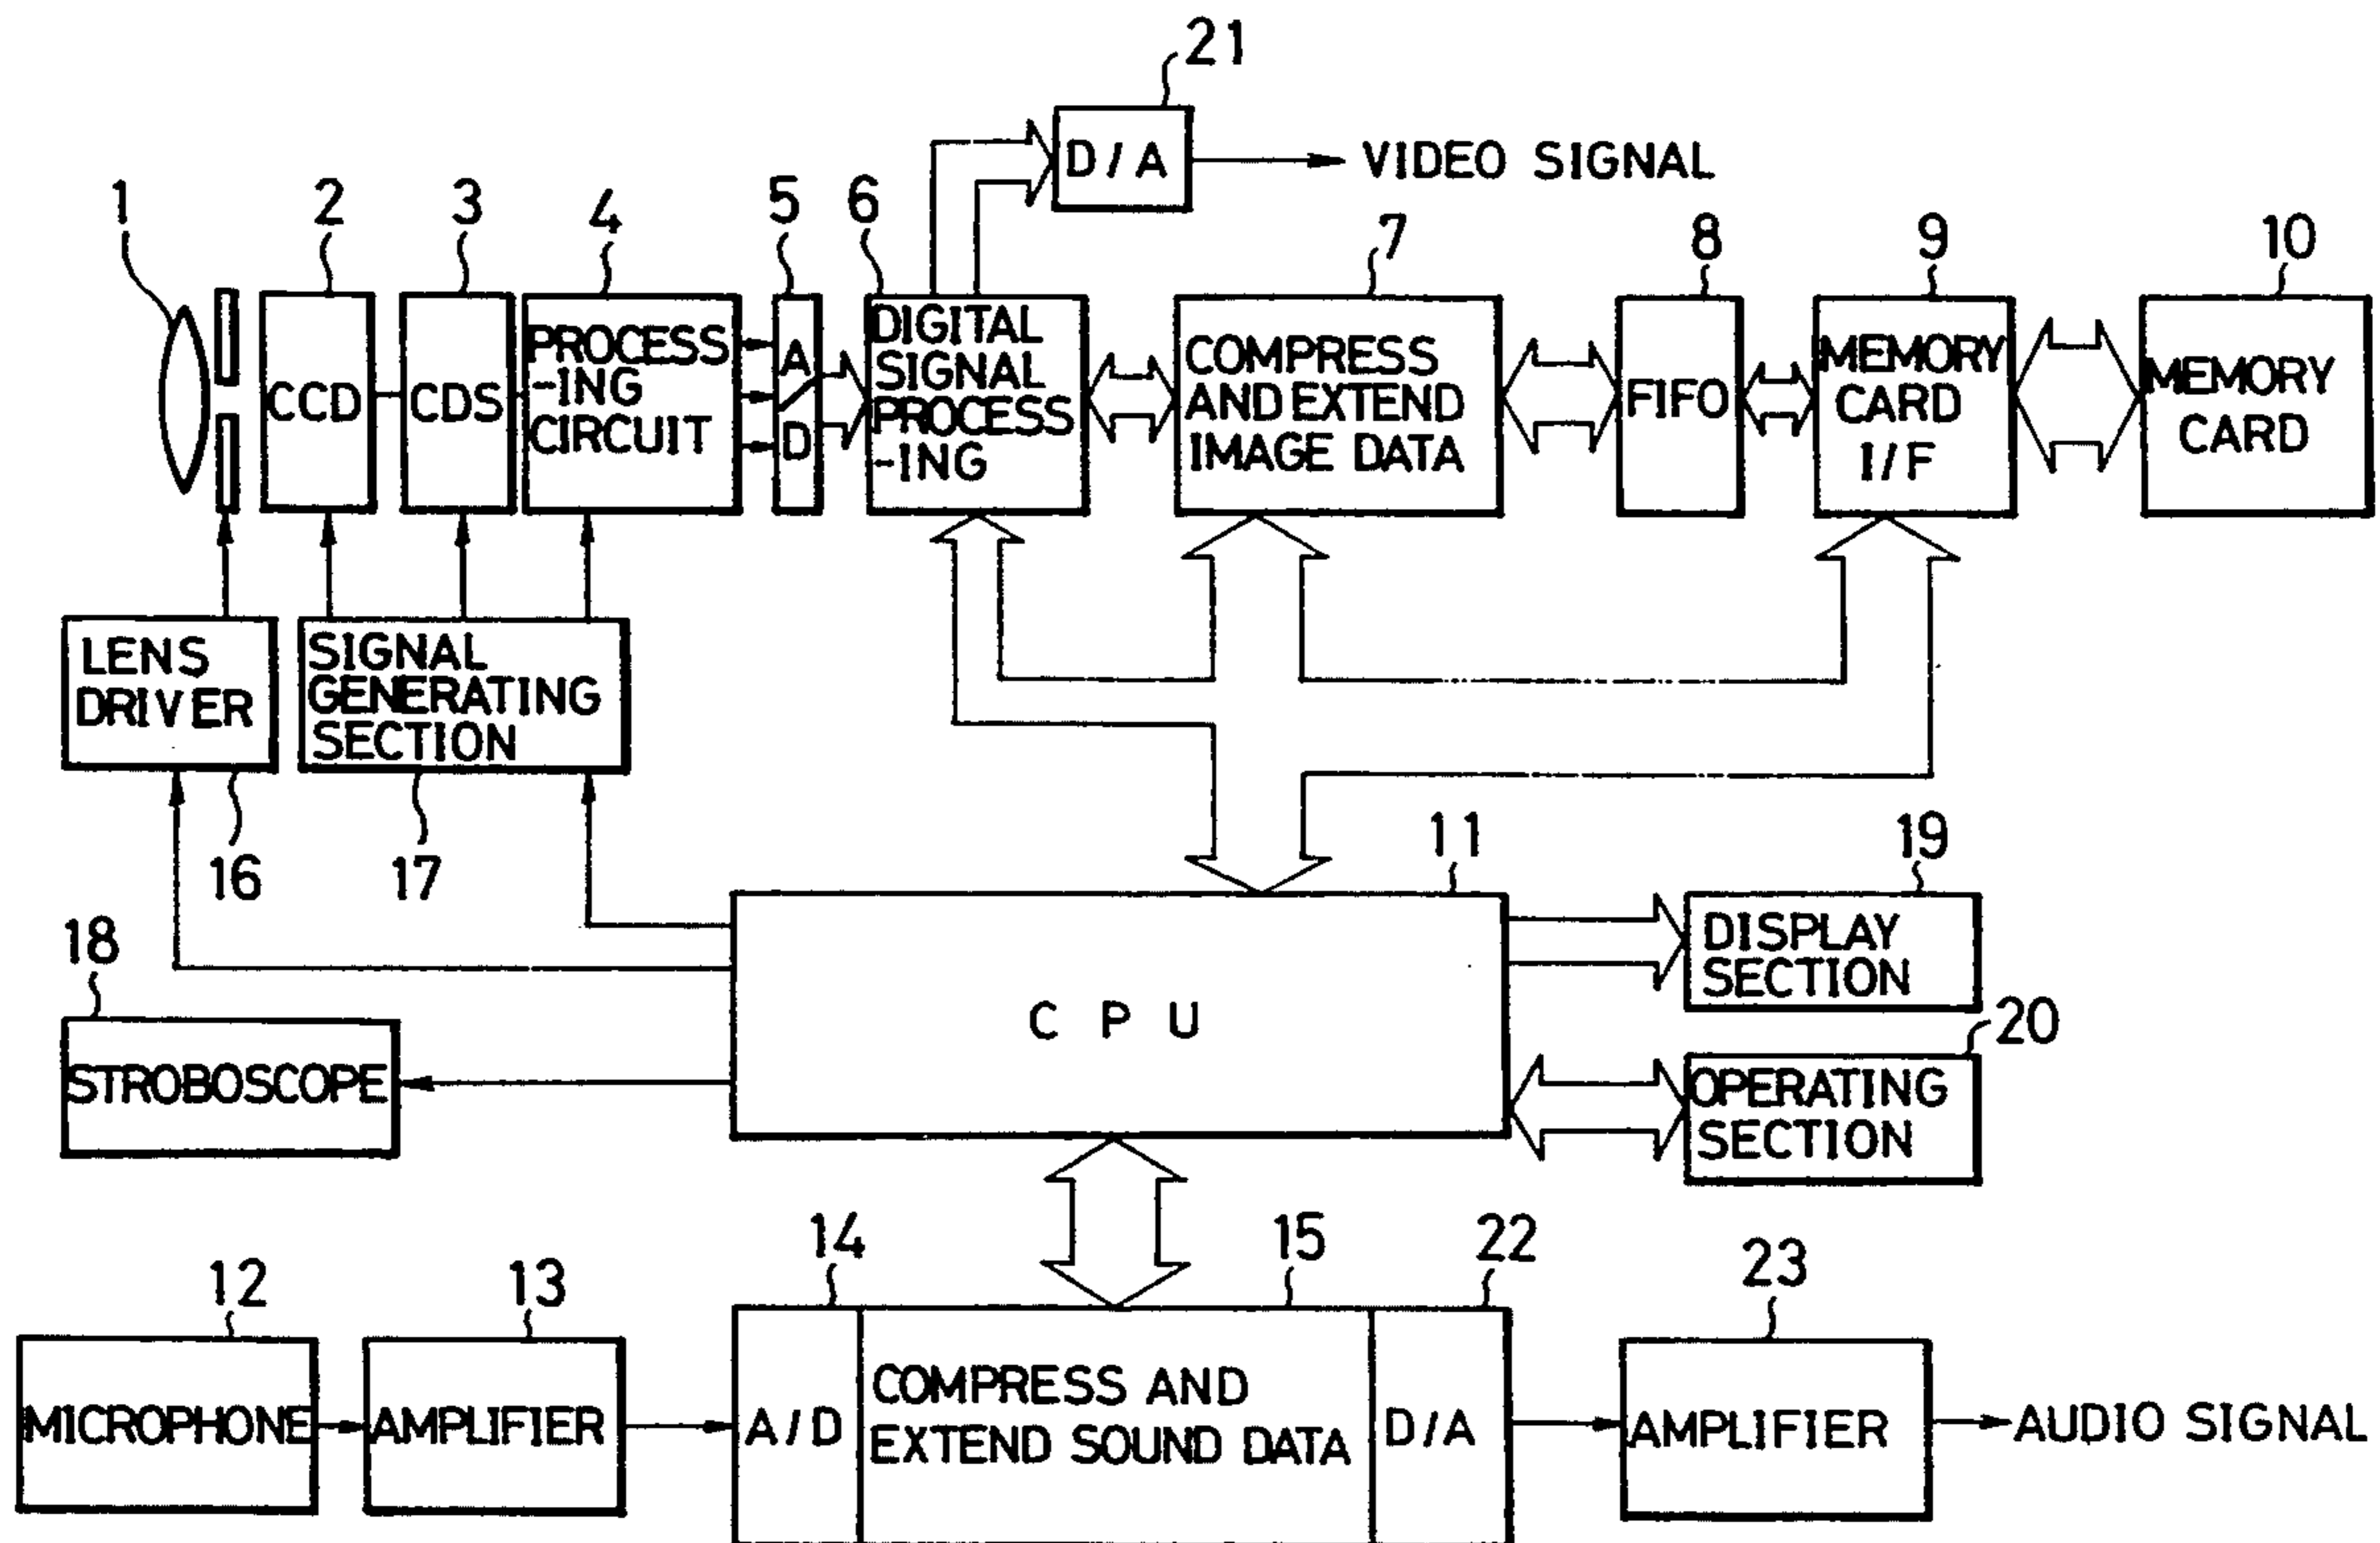 21
D/A
VIDEO SIGNAL
1
2
3
4
5
6
7
8
9
10
CCD
CDS
PROCESS
-ING
CIRCUIT
A
D
DIGITAL
SIGNAL
PROCESS
-ING
COMPRESS
AND EXTEND
IMAGE DATA
FIFO
MEMORY
CARD
I/F
MEMORY
CARD
LENS
DRIVER
SIGNAL
GENERATING
SECTION
16
17
11
19
18
CPU
DISPLAY
SECTION
20
STROBOSCOPE
OPERATING
SECTION
12
13
14
15
22
23
MICROPHONE
AMPLIFIER
A/D
COMPRESS AND
EXTEND SOUND DATA
D/A
AMPLIFIER
AUDIO SIGNAL